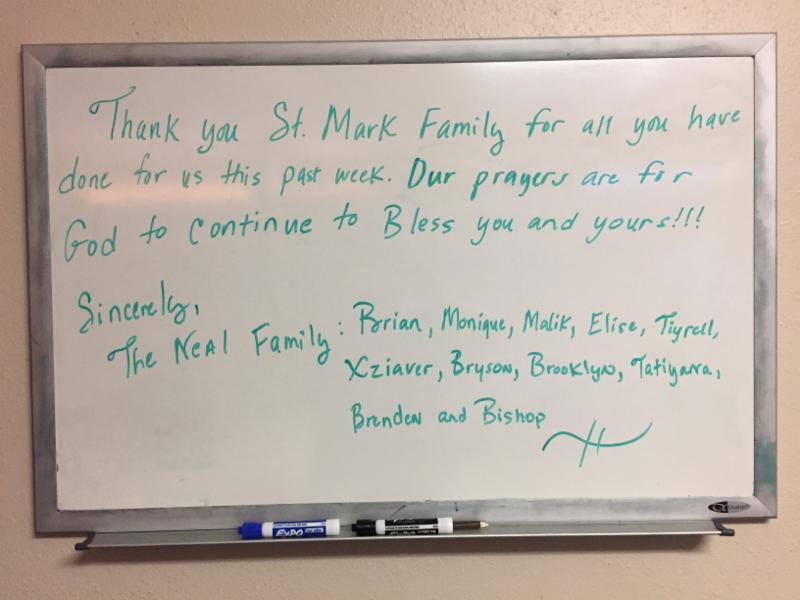 Thank you St. Mark Family for all you have
done for us this past week. Our prayers are for
God to continue to Bless you and yours!!!
Sincerely,
The Neal Family: Brian, Monique, Malik, Elise, Tiyrell,
Xziaver, Bryson, Brooklyn, Tatiyana,
Brenden and Bishop
EXPO